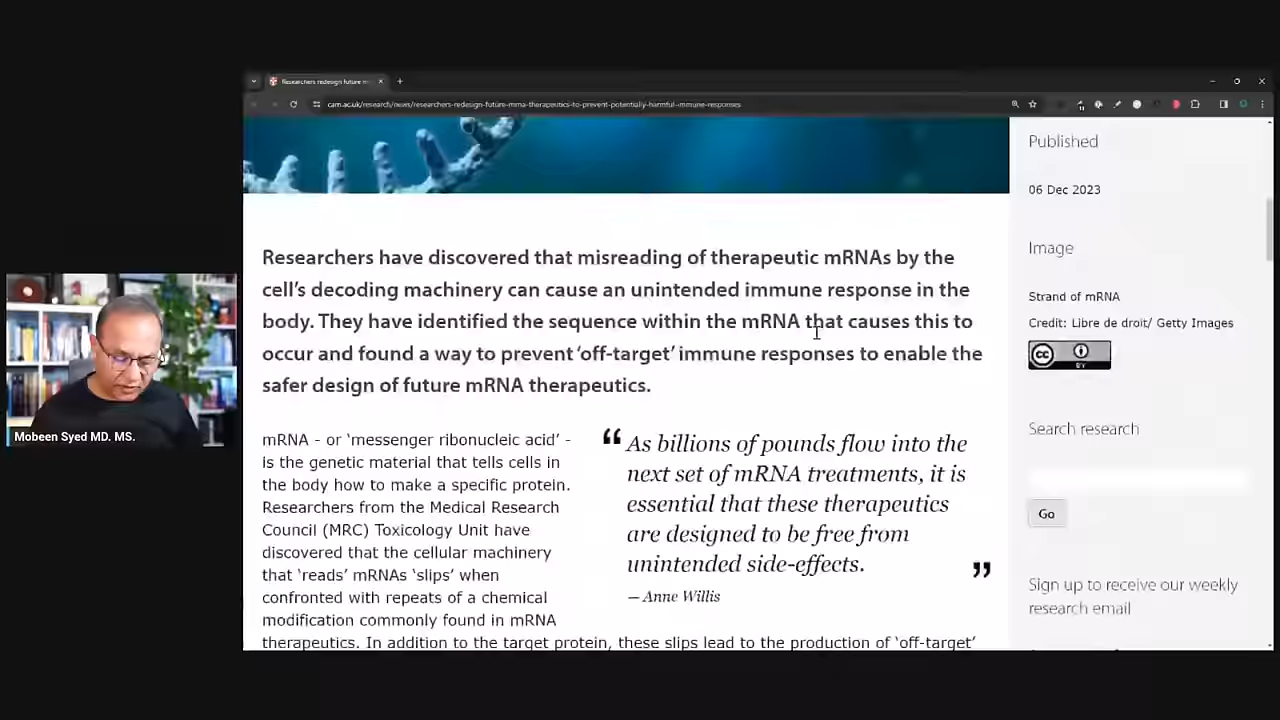 Researchers redesign future m
cam.ac.uk/research/news/researchers-redesign-future-mrna-therapeutics-to-prevent-potentially-harmful-immune-responses
Published
06 Dec 2023
Image
Strand of mRNA
Credit: Libre de droit/ Getty Images
CC
BY
Search research
Go
Sign up to receive our weekly
research email
Researchers have discovered that misreading of therapeutic mRNAs by the
cell’s decoding machinery can cause an unintended immune response in the
body. They have identified the sequence within the mRNA that causes this to
occur and found a way to prevent ‘off-target’ immune responses to enable the
safer design of future mRNA therapeutics.
mRNA - or ‘messenger ribonucleic acid’ -
is the genetic material that tells cells in
the body how to make a specific protein.
Researchers from the Medical Research
Council (MRC) Toxicology Unit have
discovered that the cellular machinery
that ‘reads’ mRNAs ‘slips’ when
confronted with repeats of a chemical
modification commonly found in mRNA
therapeutics. In addition to the target protein, these slips lead to the production of ‘off-target’
“ As billions of pounds flow into the
next set of mRNA treatments, it is
essential that these therapeutics
are designed to be free from
unintended side-effects. ”
— Anne Willis
Mobeen Syed MD. MS.